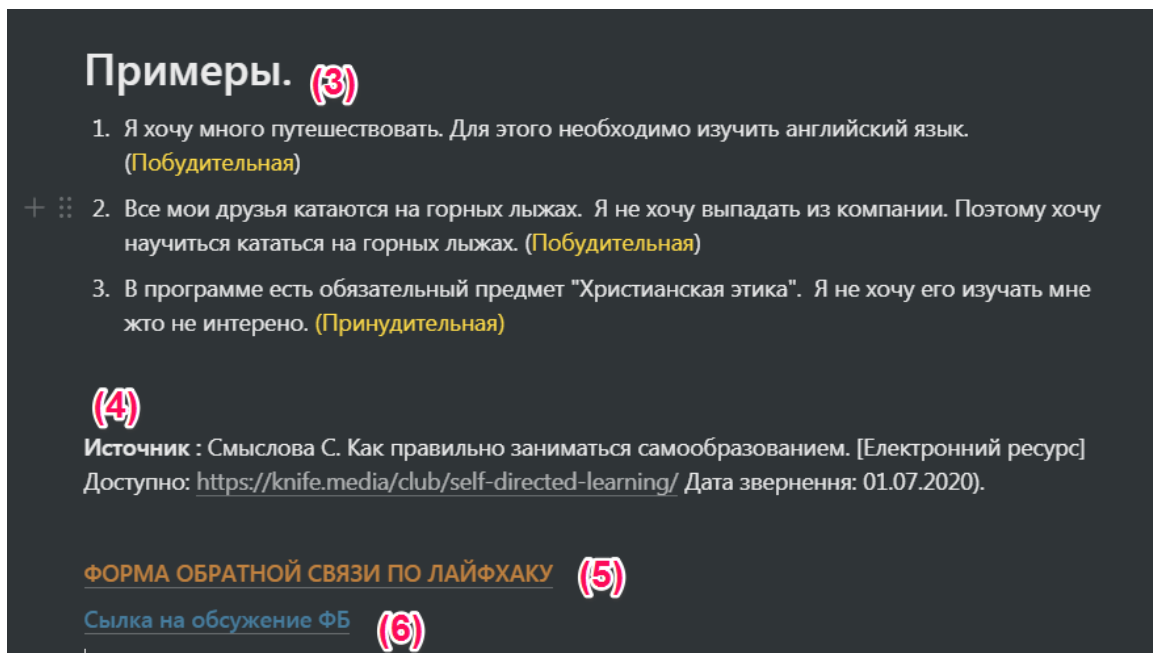 Примеры. (3)
1. Я хочу много путешествовать. Для этого необходимо изучить английский язык.
(Побудительная)
2. Все мои друзья катаются на горных лыжах. Я не хочу выпадать из компании. Поэтому хочу
научиться кататься на горных лыжах. (Побудительная)
3. В программе есть обязательный предмет "Христианская этика". Я не хочу его изучать мне
жто не интерено. (Принудительная)
(4)
Источник : Смыслова С. Как правильно заниматься самообразованием. [Електронний ресурс]
Доступно: https://knife.media/club/self-directed-learning/ Дата звернення: 01.07.2020).
ФОРМА ОБРАТНОЙ СВЯЗИ ПО ЛАЙФХАКУ (5)
Сылка на обсужение ФБ (6)